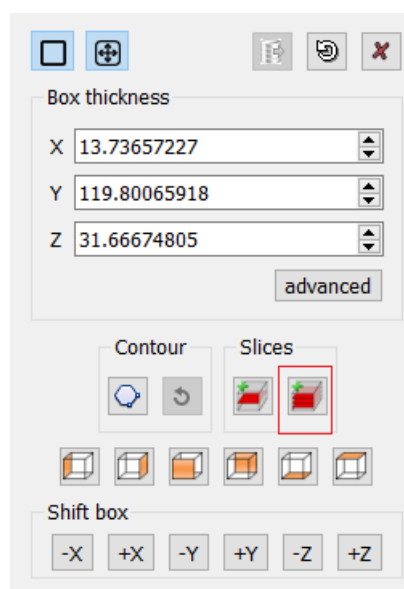 Box thickness
X 13.73657227
Y 119.80065918
Z 31.66674805
advanced
Contour Slices
Shift box
-X +X -Y +Y -Z +Z